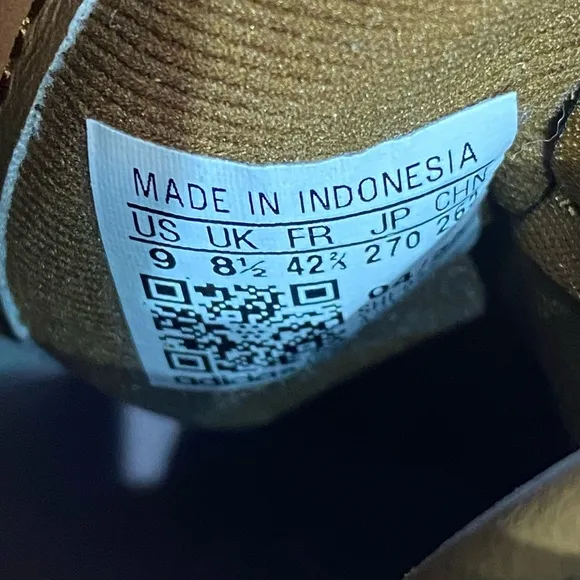 MADE IN INDONESIA
US UK FR JP CHN
9 8½ 42⅔ 270